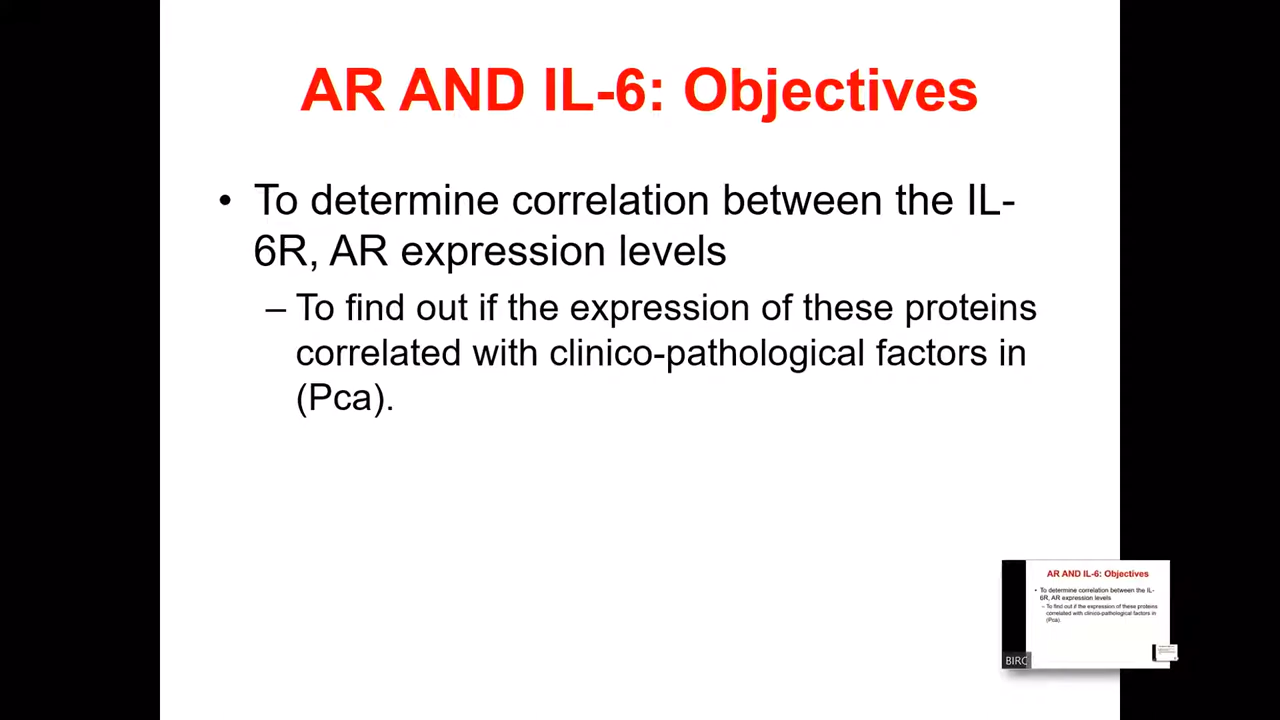 AR AND IL-6: Objectives
• To determine correlation between the IL-
6R, AR expression levels
– To find out if the expression of these proteins
correlated with clinico-pathological factors in
(Pca).
AR AND IL-6: Objectives
• To determine correlation between the IL-
6R, AR expression levels
– To find out if the expression of these proteins
correlated with clinico-pathological factors in
(Pca).
BIRC